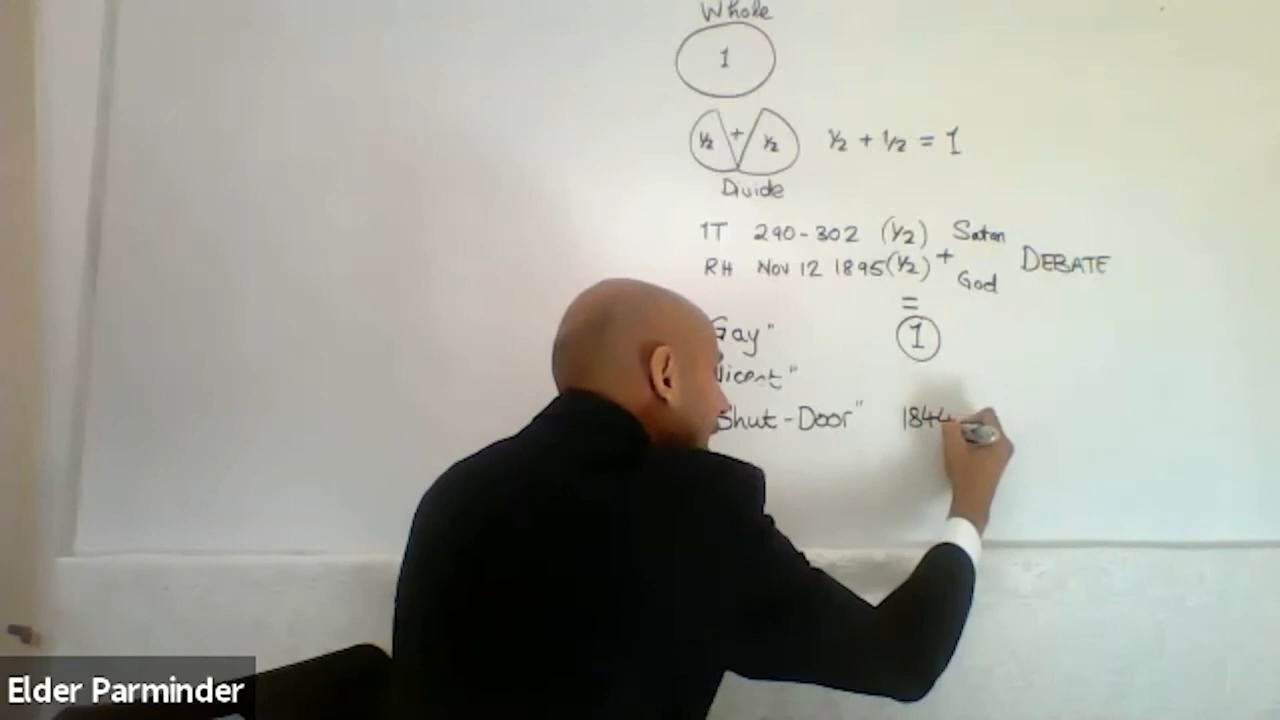 Whole
1
½ + ½ ½ + ½ = 1
Divide
1T 290-302 (½) Satan
RH Nov 12 1895 (½) + God DEBATE
=
Gay" 1
Shut-Door" 1844
Elder Parminder